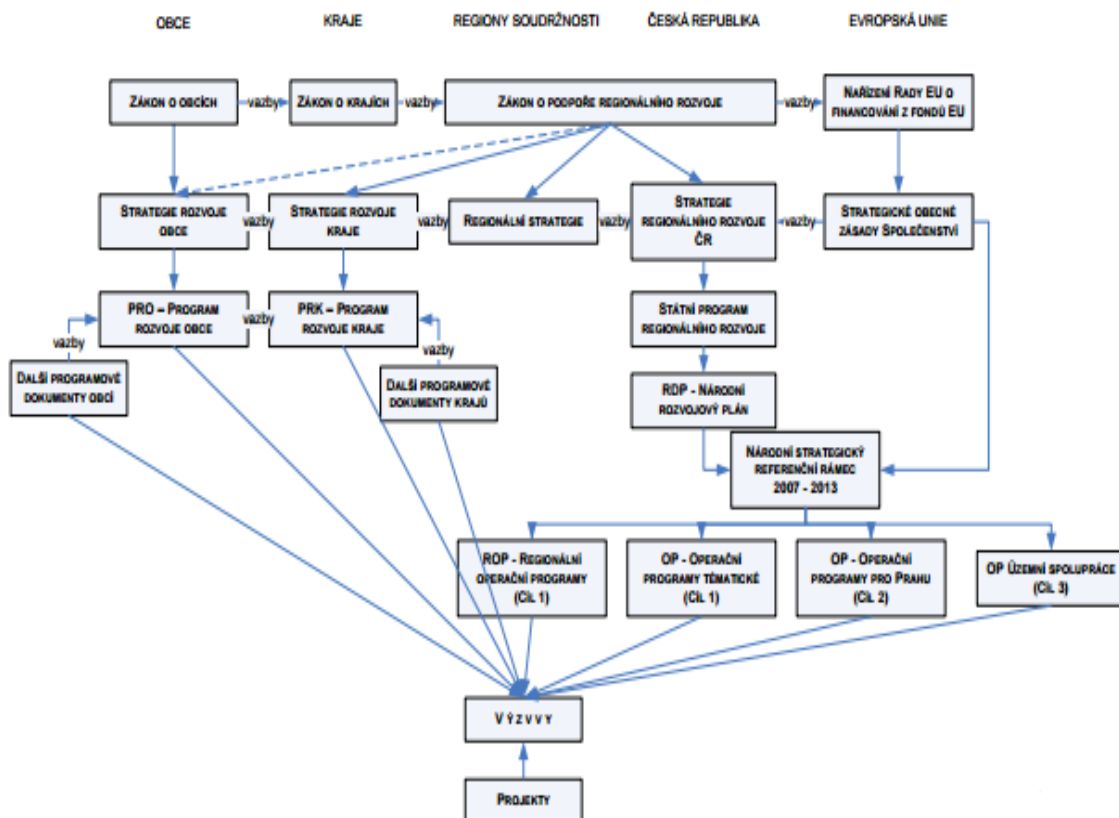 OBCE
KRAJE
REGIONY SOUDRŽNOSTI
ČESKÁ REPUBLIKA
EVROPSKÁ UNIE
ZÁKON O OBCÍCH
vazby
ZÁKON O KRAJÍCH
vazby
ZÁKON O PODPOŘE REGIONÁLNÍHO ROZVOJE
vazby
NAŘÍZENÍ RADY EU O
FINANCOVÁNÍ Z FONDŮ EU
STRATEGIE ROZVOJE
OBCE
vazby
STRATEGIE ROZVOJE
KRAJE
vazby
REGIONÁLNÍ STRATEGIE
vazby
STRATEGIE
REGIONÁLNÍHO ROZVOJE
ČR
vazby
STRATEGICKÉ OBECNÉ
ZÁSADY SPOLEČENSTVÍ
PRO – PROGRAM
ROZVOJE OBCE
vazby
PRK – PROGRAM
ROZVOJE KRAJE
STÁTNÍ PROGRAM
REGIONÁLNÍHO ROZVOJE
vazby
vazby
DALŠÍ PROGRAMOVÉ
DOKUMENTY OBCÍ
DALŠÍ PROGRAMOVÉ
DOKUMENTY KRAJŮ
RDP - NÁRODNÍ
ROZVOJOVÝ PLÁN
NÁRODNÍ STRATEGICKÝ
REFERENČNÍ RÁMEC
2007 - 2013
ROP - REGIONÁLNÍ
OPERAČNÍ PROGRAMY
(CÍL 1)
OP - OPERAČNÍ
PROGRAMY TÉMATICKÉ
(CÍL 1)
OP - OPERAČNÍ
PROGRAMY PRO PRAHU
(CÍL 2)
OP ÚZEMNÍ SPOLUPRÁCE
(CÍL 3)
VÝZVVY
PROJEKTY